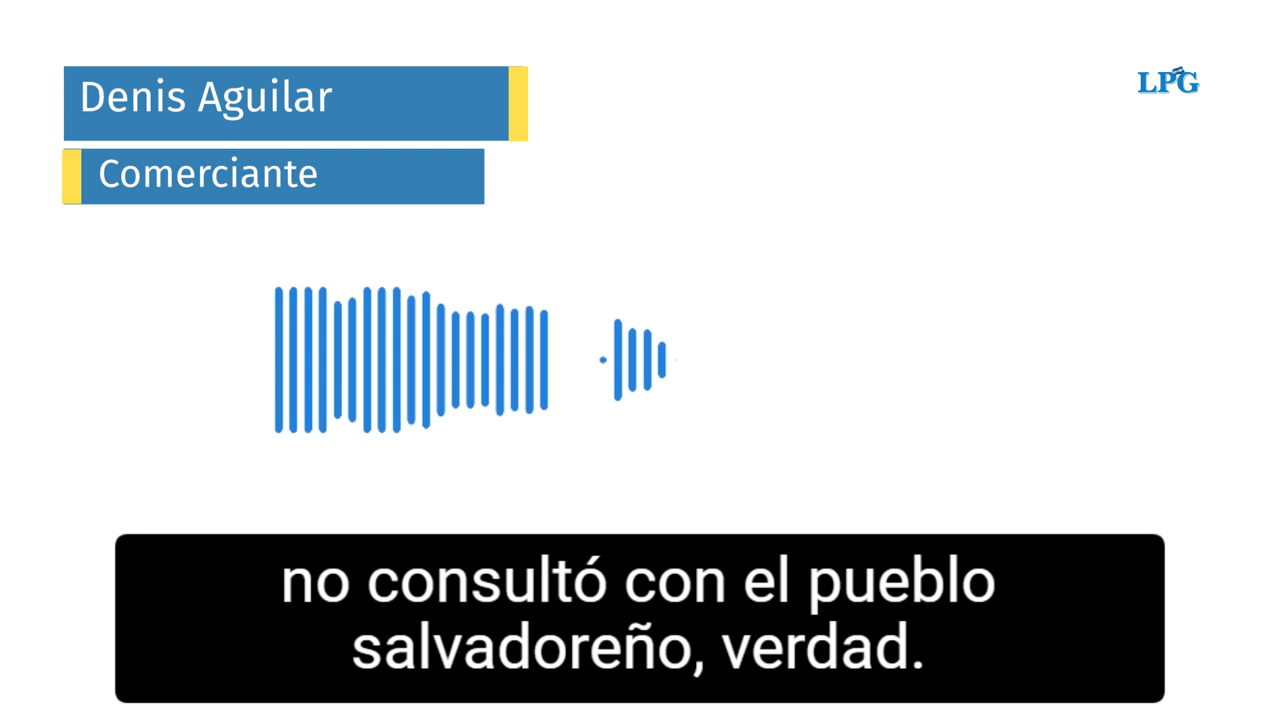 Denis Aguilar
LPG
Comerciante
no consultó con el pueblo
salvadoreño, verdad.